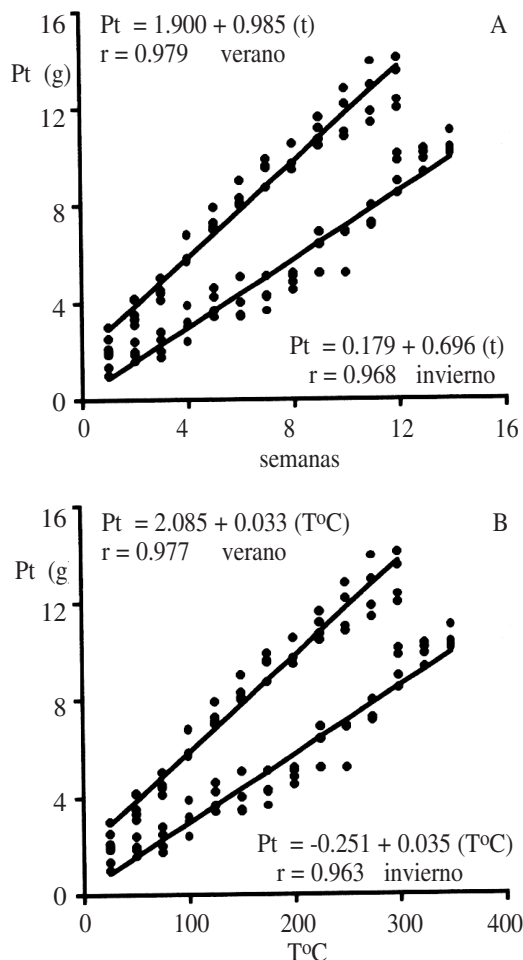 16
Pt = 1.900 + 0.985 (t)
A
r = 0.979 verano
Pt (g)
12
8
4
Pt = 0.179 + 0.696 (t)
r = 0.968 invierno
0
0 4 8 12 16
semanas
16
Pt = 2.085 + 0.033 (TºC)
B
r = 0.977 verano
Pt (g
12
8
4
Pt = -0.251 + 0.035 (TºC)
r = 0.963 invierno
0
0 100 200 300 400
TºC